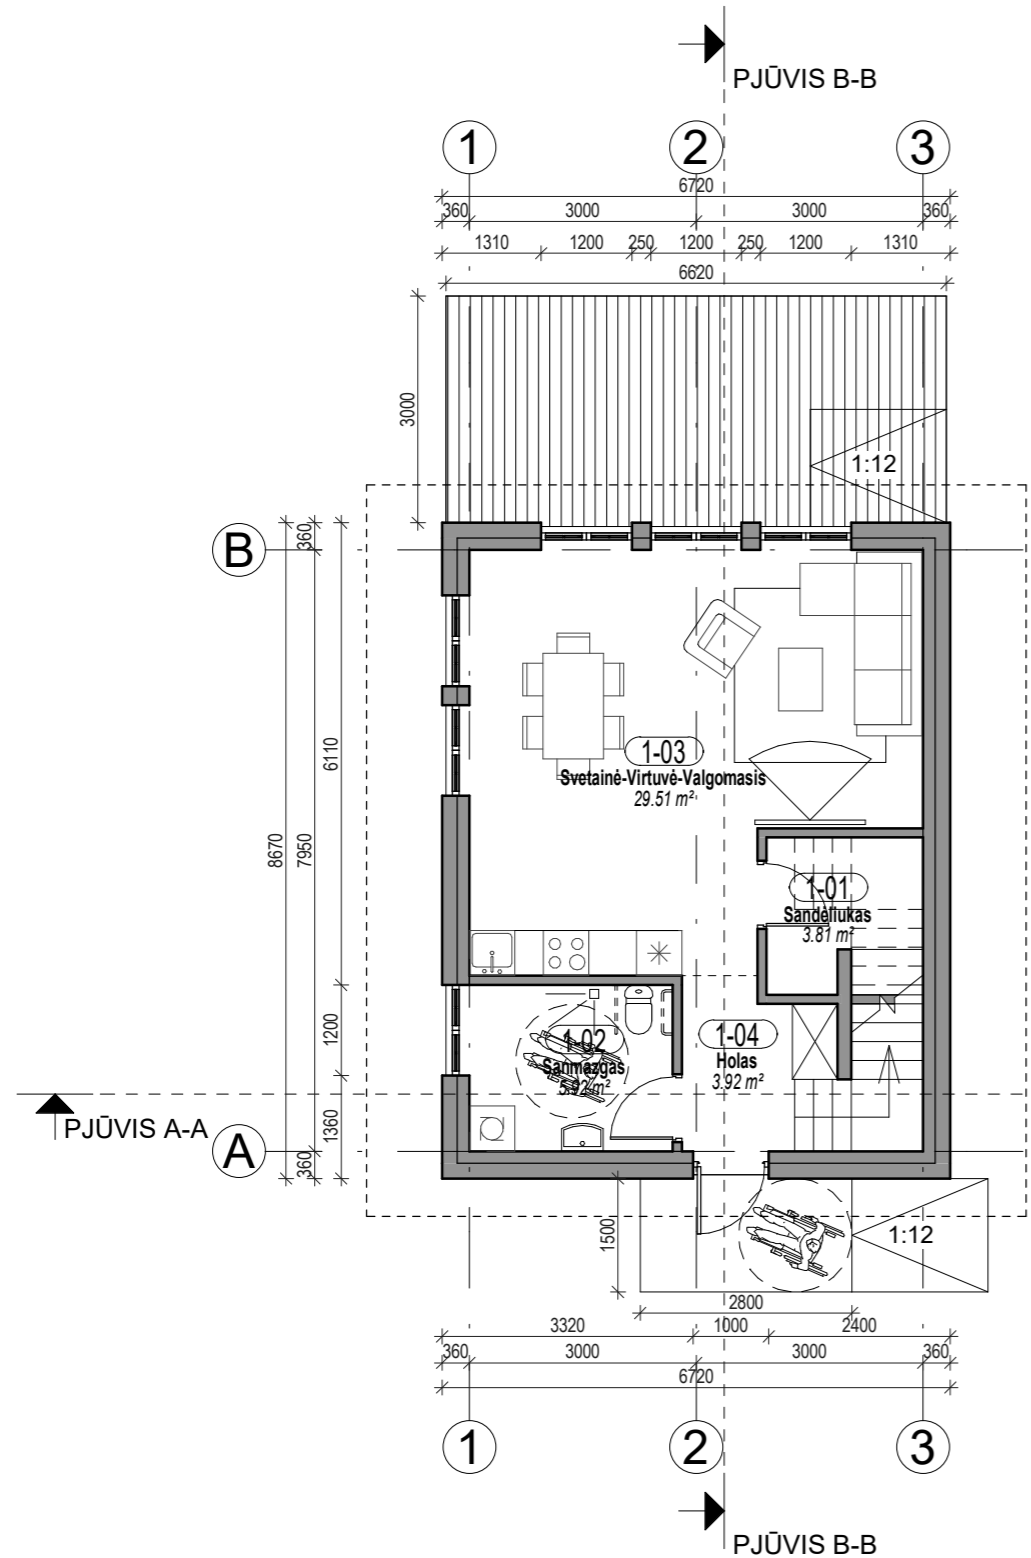 PJŪVIS B-B
1 2 3
6720
360 3000 3000 360
1310 1200 250 1200 250 1200 1310
6620
3000
1:12
B
360
6110
8670
7950
1-03
Svetainė-Virtuvė-Valgomasis
29.51 m²
1-01
Sandėliukas
3.81 m²
1200
1-02
Sanmazgas
5.92 m²
1-04
Holas
3.92 m²
PJŪVIS A-A
1360
A
360
1500
1:12
2800
3320 1000 2400
360 3000 3000 360
6720
1 2 3
PJŪVIS B-B